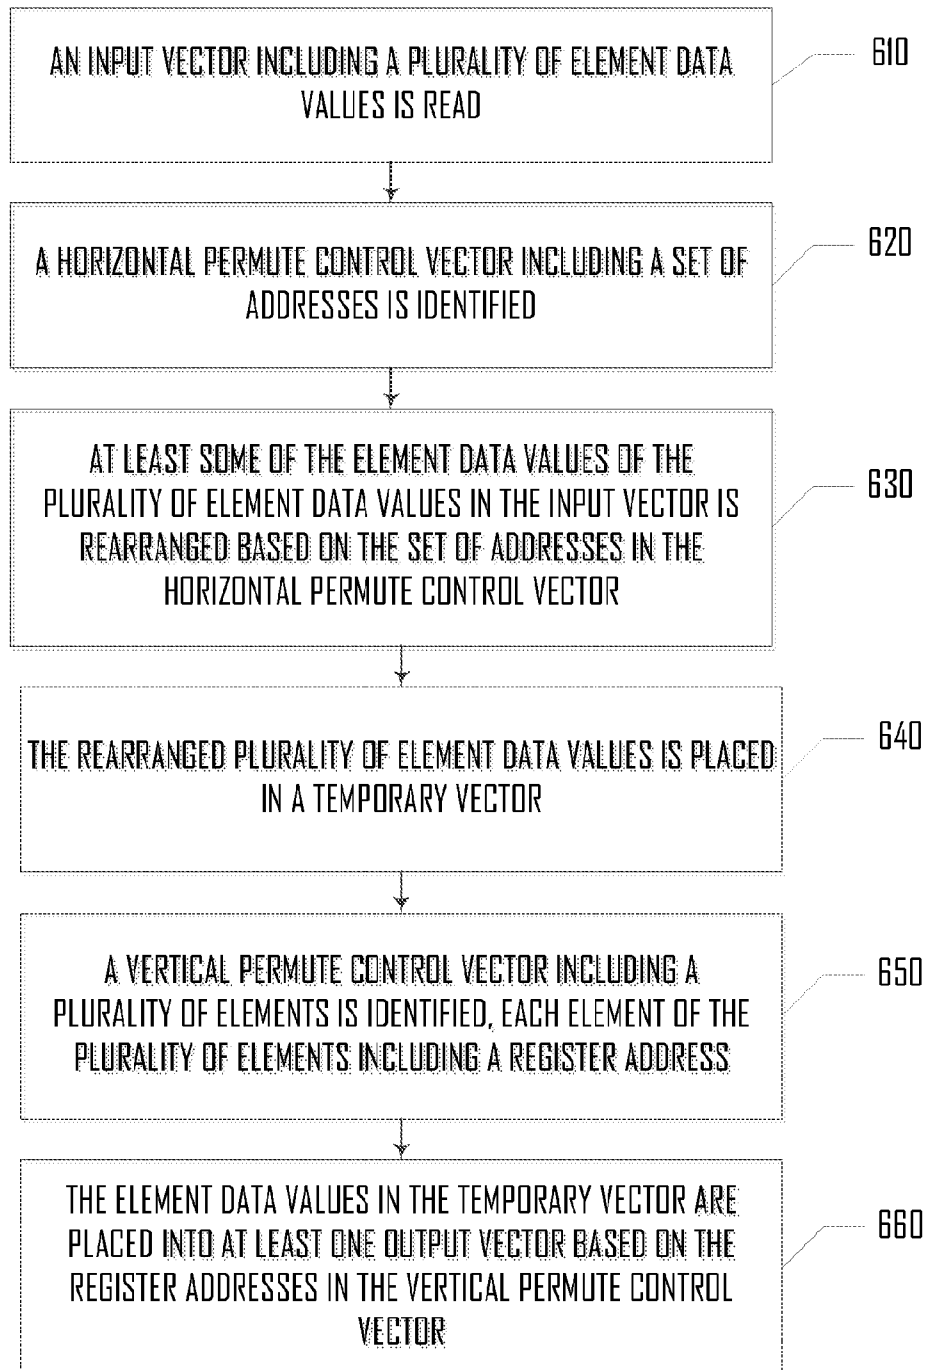 AN INPUT VECTOR INCLUDING A PLURALITY OF ELEMENT DATA
VALUES IS READ
610
A HORIZONTAL PERMUTE CONTROL VECTOR INCLUDING A SET OF
ADDRESSES IS IDENTIFIED
620
AT LEAST SOME OF THE ELEMENT DATA VALUES OF THE
PLURALITY OF ELEMENT DATA VALUES IN THE INPUT VECTOR IS
REARRANGED BASED ON THE SET OF ADDRESSES IN THE
HORIZONTAL PERMUTE CONTROL VECTOR
630
THE REARRANGED PLURALITY OF ELEMENT DATA VALUES IS PLACED
IN A TEMPORARY VECTOR
640
A VERTICAL PERMUTE CONTROL VECTOR INCLUDING A
PLURALITY OF ELEMENTS IS IDENTIFIED, EACH ELEMENT OF THE
PLURALITY OF ELEMENTS INCLUDING A REGISTER ADDRESS
650
THE ELEMENT DATA VALUES IN THE TEMPORARY VECTOR ARE
PLACED INTO AT LEAST ONE OUTPUT VECTOR BASED ON THE
REGISTER ADDRESSES IN THE VERTICAL PERMUTE CONTROL
VECTOR
660